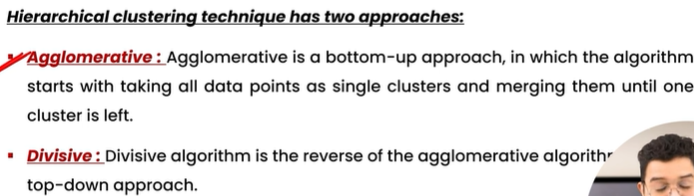 Hierarchical clustering technique has two approaches:
Agglomerative : Agglomerative is a bottom-up approach, in which the algorithm
starts with taking all data points as single clusters and merging them until one
cluster is left.
▪ Divisive : Divisive algorithm is the reverse of the agglomerative
top-down approach.